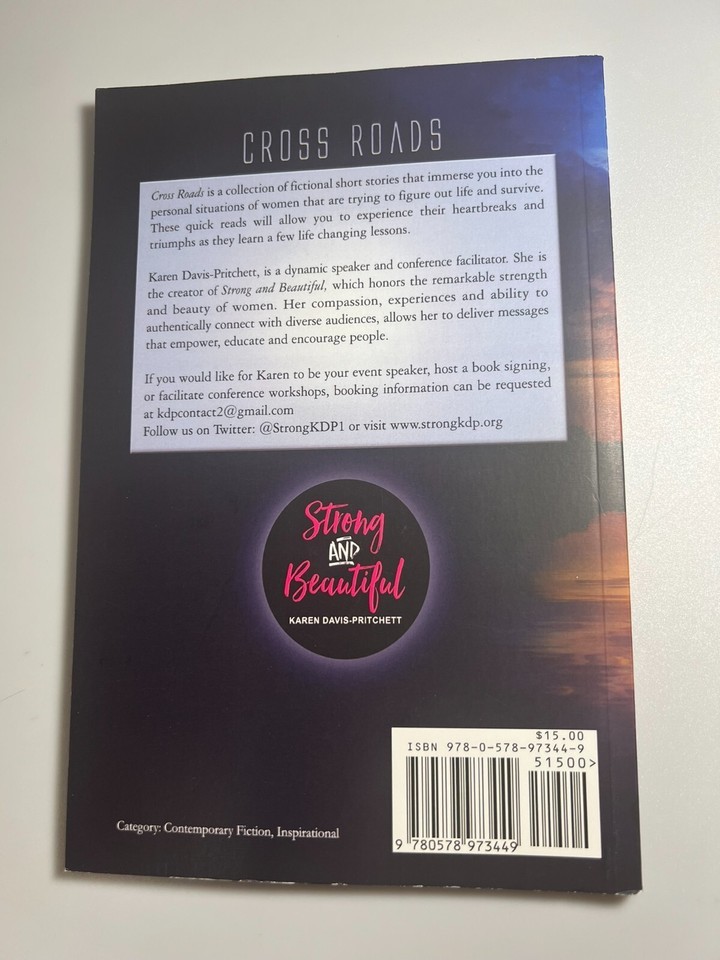 CROSS ROADS
Cross Roads is a collection of fictional short stories that immerse you into the
personal situations of women that are trying to figure out life and survive.
These quick reads will allow you to experience their heartbreaks and
triumphs as they learn a few life changing lessons.
Karen Davis-Pritchett, is a dynamic speaker and conference facilitator. She is
the creator of Strong and Beautiful, which honors the remarkable strength
and beauty of women. Her compassion, experiences and ability to
authentically connect with diverse audiences, allows her to deliver messages
that empower, educate and encourage people.
If you would like for Karen to be your event speaker, host a book signing,
or facilitate conference workshops, booking information can be requested
at kdpcontact2@gmail.com
Follow us on Twitter: @StrongKDP1 or visit www.strongkdp.org
Strong
AND
Beautiful
KAREN DAVIS-PRITCHETT
$15.00
ISBN 978-0-578-97344-9
51500>
9 780578 973449
Category: Contemporary Fiction, Inspirational